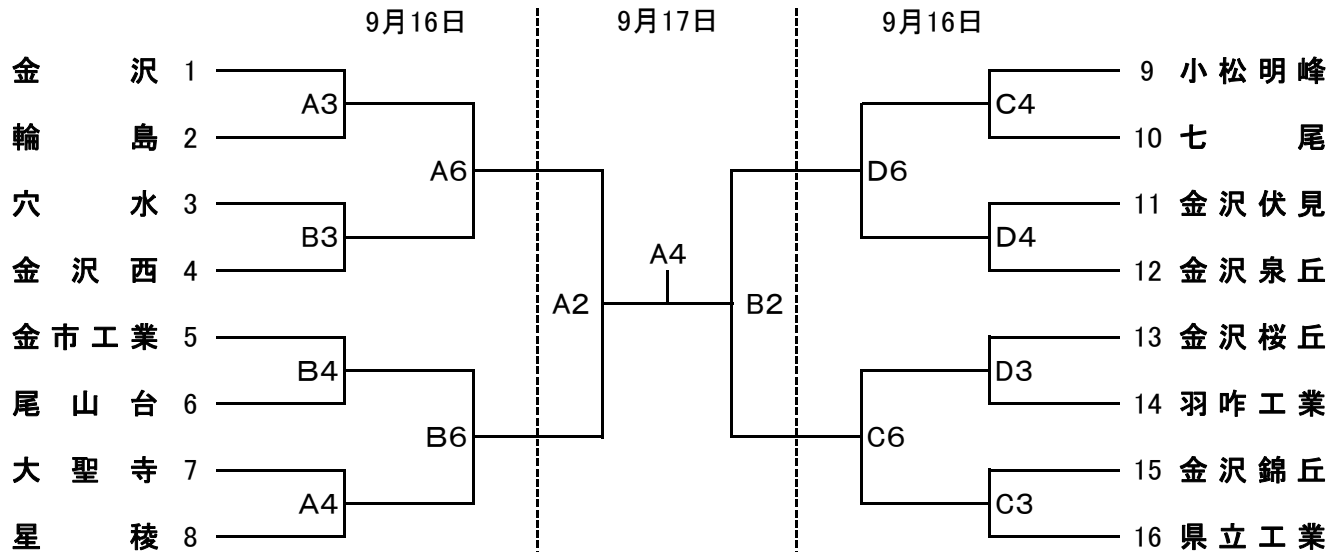 9月16日 9月17日 9月16日
金沢 1 9 小松明峰
A3 C4
輪島 2 10 七尾
A6 D6
穴水 3 11 金沢伏見
B3 D4
金沢西 4 A4 12 金沢泉丘
A2 B2
金市工業 5 13 金沢桜丘
B4 D3
尾山台 6 14 羽咋工業
B6 C6
大聖寺 7 15 金沢錦丘
A4 C3
星稜 8 16 県立工業